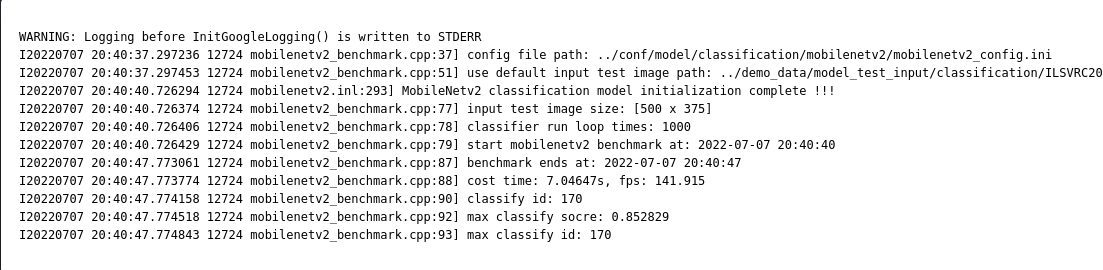 WARNING: Logging before InitGoogleLogging() is written to STDERR
I20220707 20:40:37.297236 12724 mobilenetv2_benchmark.cpp:37] config file path: ../conf/model/classification/mobilenetv2/mobilenetv2_config.ini
I20220707 20:40:37.297453 12724 mobilenetv2_benchmark.cpp:51] use default input test image path: ../demo_data/model_test_input/classification/ILSVRC20
I20220707 20:40:40.726294 12724 mobilenetv2.inl:293] MobileNetv2 classification model initialization complete !!!
I20220707 20:40:40.726374 12724 mobilenetv2_benchmark.cpp:77] input test image size: [500 x 375]
I20220707 20:40:40.726406 12724 mobilenetv2_benchmark.cpp:78] classifier run loop times: 1000
I20220707 20:40:40.726429 12724 mobilenetv2_benchmark.cpp:79] start mobilenetv2 benchmark at: 2022-07-07 20:40:40
I20220707 20:40:47.773061 12724 mobilenetv2_benchmark.cpp:87] benchmark ends at: 2022-07-07 20:40:47
I20220707 20:40:47.773774 12724 mobilenetv2_benchmark.cpp:88] cost time: 7.04647s, fps: 141.915
I20220707 20:40:47.774158 12724 mobilenetv2_benchmark.cpp:90] classify id: 170
I20220707 20:40:47.774518 12724 mobilenetv2_benchmark.cpp:92] max classify socre: 0.852829
I20220707 20:40:47.774843 12724 mobilenetv2_benchmark.cpp:93] max classify id: 170